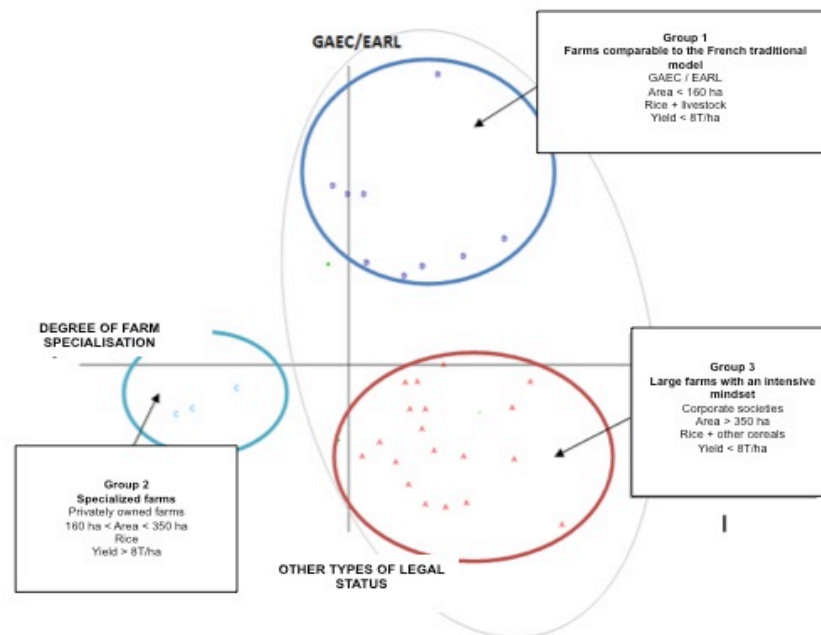 GAEC/EARL
Group 1
Farms comparable to the French traditional
model
GAEC / EARL
Area < 160 ha
Rice + livestock
Yield < 8T/ha
DEGREE OF FARM
SPECIALISATION
Group 3
Large farms with an intensive
mindset
Corporate societies
Area > 350 ha
Rice + other cereals
Yield < 8T/ha
Group 2
Specialized farms
Privately owned farms
160 ha < Area < 350 ha
Rice
Yield > 8T/ha
OTHER TYPES OF LEGAL
STATUS